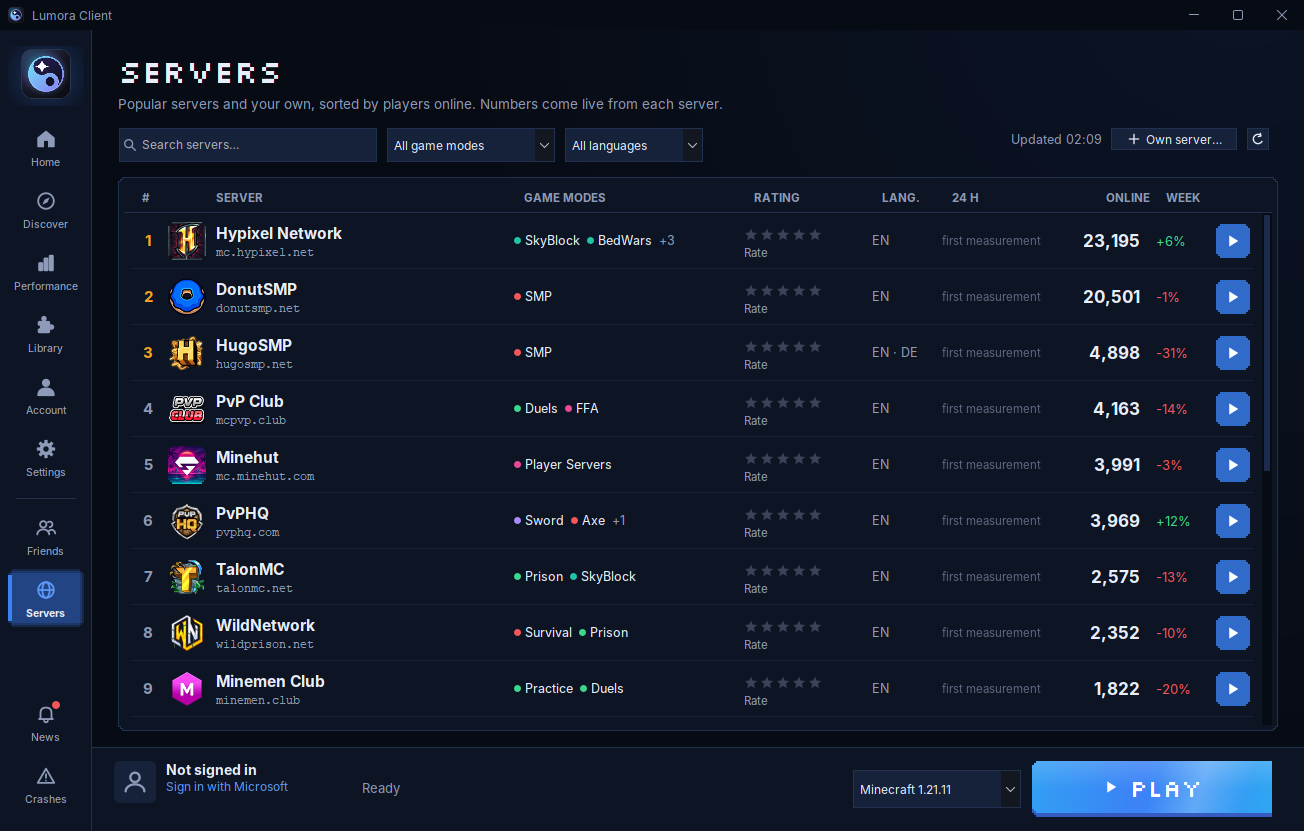 Lumora Client
SERVERS
Popular servers and your own, sorted by players online. Numbers come live from each server.
Search servers...
All game modes
All languages
Updated 02:09
Own server...
Home
Discover
Performance
Library
Account
Settings
Friends
Servers
News
Crashes
# SERVER GAME MODES RATING LANG. 24 H ONLINE WEEK
1 Hypixel Network SkyBlock BedWars +3 EN first measurement 23,195 +6%
mc.hypixel.net Rate
2 DonutSMP SMP EN first measurement 20,501 -1%
donutsmp.net Rate
3 HugoSMP SMP EN · DE first measurement 4,898 -31%
hugosmp.net Rate
4 PVP CLUB PvP Club Duels FFA EN first measurement 4,163 -14%
mcpvp.club Rate
5 Minehut Player Servers EN first measurement 3,991 -3%
mc.minehut.com Rate
6 PVP HQ PvPHQ Sword Axe +1 EN first measurement 3,969 +12%
pvphq.com Rate
7 TalonMC Prison SkyBlock EN first measurement 2,575 -13%
talonmc.net Rate
8 WN WildNetwork Survival Prison EN first measurement 2,352 -10%
wildprison.net Rate
9 M Minemen Club Practice Duels EN first measurement 1,822 -20%
minemen.club Rate
Not signed in
Sign in with Microsoft
Ready
Minecraft 1.21.11
PLAY